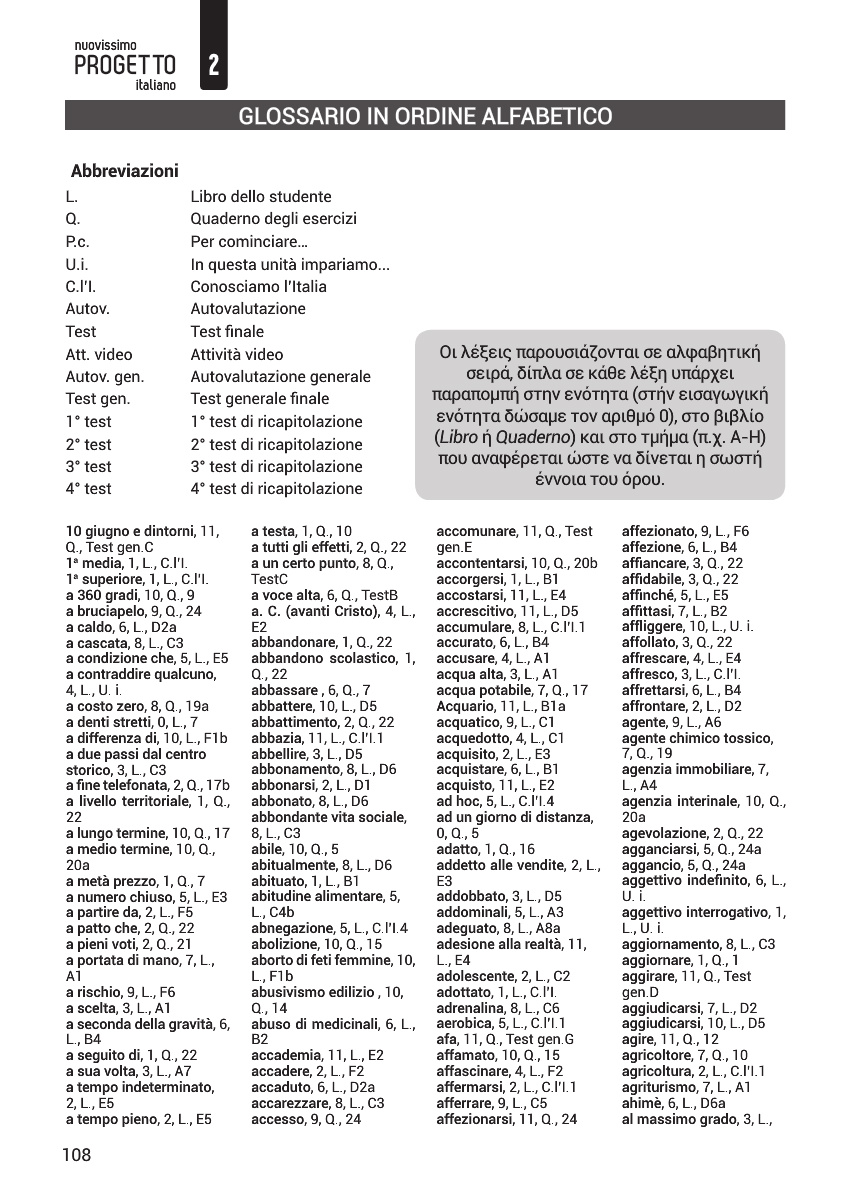 nuovissimo
PROGETTO
italiano
2
GLOSSARIO IN ORDINE ALFABETICO
Abbreviazioni
L. Libro dello studente
Q. Quaderno degli esercizi
P.c. Per cominciare…
U.i. In questa unità impariamo...
C.l'I. Conosciamo l'Italia
Autov. Autovalutazione
Test Test finale
Att. video Attività video
Autov. gen. Autovalutazione generale
Test gen. Test generale finale
1° test 1° test di ricapitolazione
2° test 2° test di ricapitolazione
3° test 3° test di ricapitolazione
4° test 4° test di ricapitolazione
Οι λέξεις παρουσιάζονται σε αλφαβητική
σειρά, δίπλα σε κάθε λέξη υπάρχει
παραπομπή στην ενότητα (στήν εισαγωγική
ενότητα δώσαμε τον αριθμό 0), στο βιβλίο
(Libro ή Quaderno) και στο τμήμα (π.χ. Α-Η)
που αναφέρεται ώστε να δίνεται η σωστή
έννοια του όρου.
10 giugno e dintorni, 11,
Q., Test gen.C
1ª media, 1, L., C.l'I.
1ª superiore, 1, L., C.l'I.
a 360 gradi, 10, Q., 9
a bruciapelo, 9, Q., 24
a caldo, 6, L., D2a
a cascata, 8, L., C3
a condizione che, 5, L., E5
a contraddire qualcuno,
4, L., U. i.
a costo zero, 8, Q., 19a
a denti stretti, 0, L., 7
a differenza di, 10, L., F1b
a due passi dal centro
storico, 3, L., C3
a fine telefonata, 2, Q., 17b
a livello territoriale, 1, Q.,
22
a lungo termine, 10, Q., 17
a medio termine, 10, Q.,
20a
a metà prezzo, 1, Q., 7
a numero chiuso, 5, L., E3
a partire da, 2, L., F5
a patto che, 2, Q., 22
a pieni voti, 2, Q., 21
a portata di mano, 7, L.,
A1
a rischio, 9, L., F6
a scelta, 3, L., A1
a seconda della gravità, 6,
L., B4
a seguito di, 1, Q., 22
a sua volta, 3, L., A7
a tempo indeterminato,
2, L., E5
a tempo pieno, 2, L., E5
a testa, 1, Q., 10
a tutti gli effetti, 2, Q., 22
a un certo punto, 8, Q.,
TestC
a voce alta, 6, Q., TestB
a. C. (avanti Cristo), 4, L.,
E2
abbandonare, 1, Q., 22
abbandono scolastico, 1,
Q., 22
abbassare , 6, Q., 7
abbattere, 10, L., D5
abbattimento, 2, Q., 22
abbazia, 11, L., C.l'I.1
abbellire, 3, L., D5
abbonamento, 8, L., D6
abbonarsi, 2, L., D1
abbonato, 8, L., D6
abbondante vita sociale,
8, L., C3
abile, 10, Q., 5
abitualmente, 8, L., D6
abituato, 1, L., B1
abitudine alimentare, 5,
L., C4b
abnegazione, 5, L., C.l'I.4
abolizione, 10, Q., 15
aborto di feti femmine, 10,
L., F1b
abusivismo edilizio , 10,
Q., 14
abuso di medicinali, 6, L.,
B2
accademia, 11, L., E2
accadere, 2, L., F2
accaduto, 6, L., D2a
accarezzare, 8, L., C3
accesso, 9, Q., 24
accomunare, 11, Q., Test
gen.E
accontentarsi, 10, Q., 20b
accorgersi, 1, L., B1
accostarsi, 11, L., E4
accrescitivo, 11, L., D5
accumulare, 8, L., C.l'I.1
accurato, 6, L., B4
accusare, 4, L., A1
acqua alta, 3, L., A1
acqua potabile, 7, Q., 17
Acquario, 11, L., B1a
acquatico, 9, L., C1
acquedotto, 4, L., C1
acquisito, 2, L., E3
acquistare, 6, L., B1
acquisto, 11, L., E2
ad hoc, 5, L., C.l'I.4
ad un giorno di distanza,
0, Q., 5
adatto, 1, Q., 16
addetto alle vendite, 2, L.,
E3
addobbato, 3, L., D5
addominali, 5, L., A3
adeguato, 8, L., A8a
adesione alla realtà, 11,
L., E4
adolescente, 2, L., C2
adottato, 1, L., C.l'I.
adrenalina, 8, L., C6
aerobica, 5, L., C.l'I.1
afa, 11, Q., Test gen.G
affamato, 10, Q., 15
affascinare, 4, L., F2
affermarsi, 2, L., C.l'I.1
afferrare, 9, L., C5
affezionarsi, 11, Q., 24
affezionato, 9, L., F6
affezione, 6, L., B4
affiancare, 3, Q., 22
affidabile, 3, Q., 22
affinché, 5, L., E5
affittasi, 7, L., B2
affliggere, 10, L., U. i.
affollato, 3, Q., 22
affrescare, 4, L., E4
affresco, 3, L., C.l'I.
affrettarsi, 6, L., B4
affrontare, 2, L., D2
agente, 9, L., A6
agente chimico tossico,
7, Q., 19
agenzia immobiliare, 7,
L., A4
agenzia interinale, 10, Q.,
20a
agevolazione, 2, Q., 22
agganciarsi, 5, Q., 24a
aggancio, 5, Q., 24a
aggettivo indefinito, 6, L.,
U. i.
aggettivo interrogativo, 1,
L., U. i.
aggiornamento, 8, L., C3
aggiornare, 1, Q., 1
aggirare, 11, Q., Test
gen.D
aggiudicarsi, 7, L., D2
aggiudicarsi, 10, L., D5
agire, 11, Q., 12
agricoltore, 7, Q., 10
agricoltura, 2, L., C.l'I.1
agriturismo, 7, L., A1
ahimè, 6, L., D6a
al massimo grado, 3, L.,
108